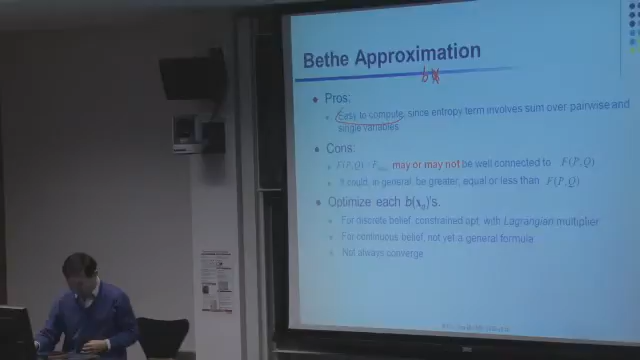 Bethe Approximation
b
Pros:
Easy to compute, since entropy term involves sum over pairwise and
single variables
Cons:
may or may not be well connected to F(P,Q)
It could, in general, be greater, equal or less than F(P,Q)
Optimize each b(xₐ)'s.
For discrete belief, constrained opt. with Lagrangian multiplier
For continuous belief, not yet a general formula
Not always converge